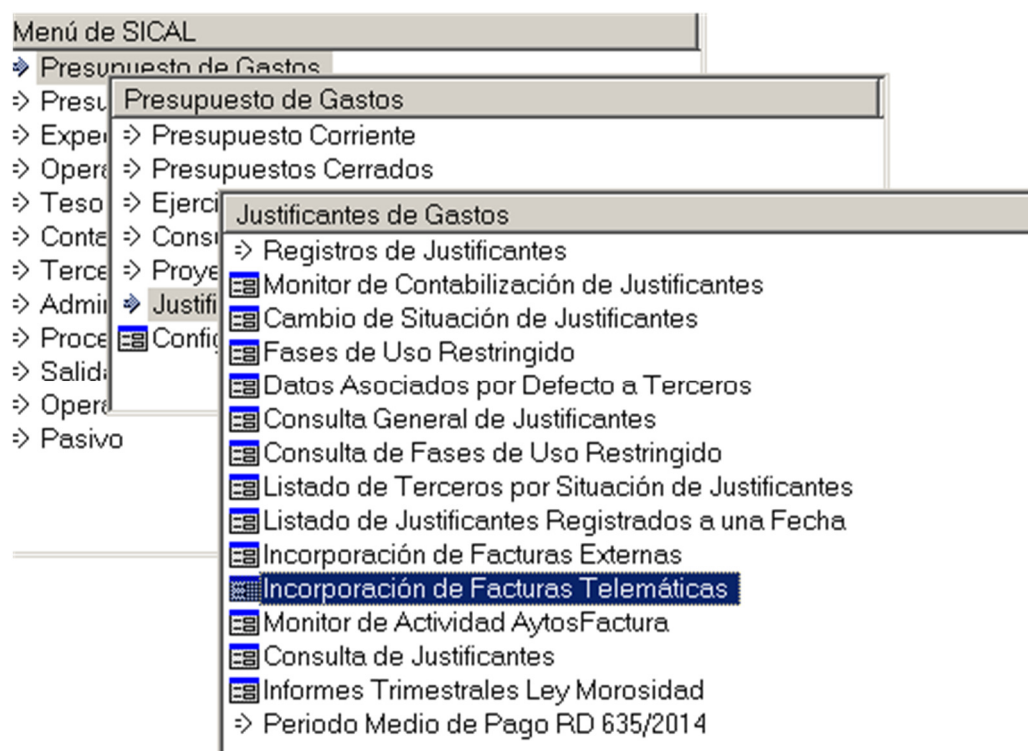 Menú de SICAL
Presupuesto de Gastos
Presu
Expe
Opera
Teso
Conta
Terce
Admi
Proce
Salid
Opera
Pasivo
Presupuesto de Gastos
Presupuesto Corriente
Presupuestos Cerrados
Ejerci
Consu
Proye
Justifi
Config
Justificantes de Gastos
Registros de Justificantes
Monitor de Contabilización de Justificantes
Cambio de Situación de Justificantes
Fases de Uso Restringido
Datos Asociados por Defecto a Terceros
Consulta General de Justificantes
Consulta de Fases de Uso Restringido
Listado de Terceros por Situación de Justificantes
Listado de Justificantes Registrados a una Fecha
Incorporación de Facturas Externas
Incorporación de Facturas Telemáticas
Monitor de Actividad AytosFactura
Consulta de Justificantes
Informes Trimestrales Ley Morosidad
Periodo Medio de Pago RD 635/2014